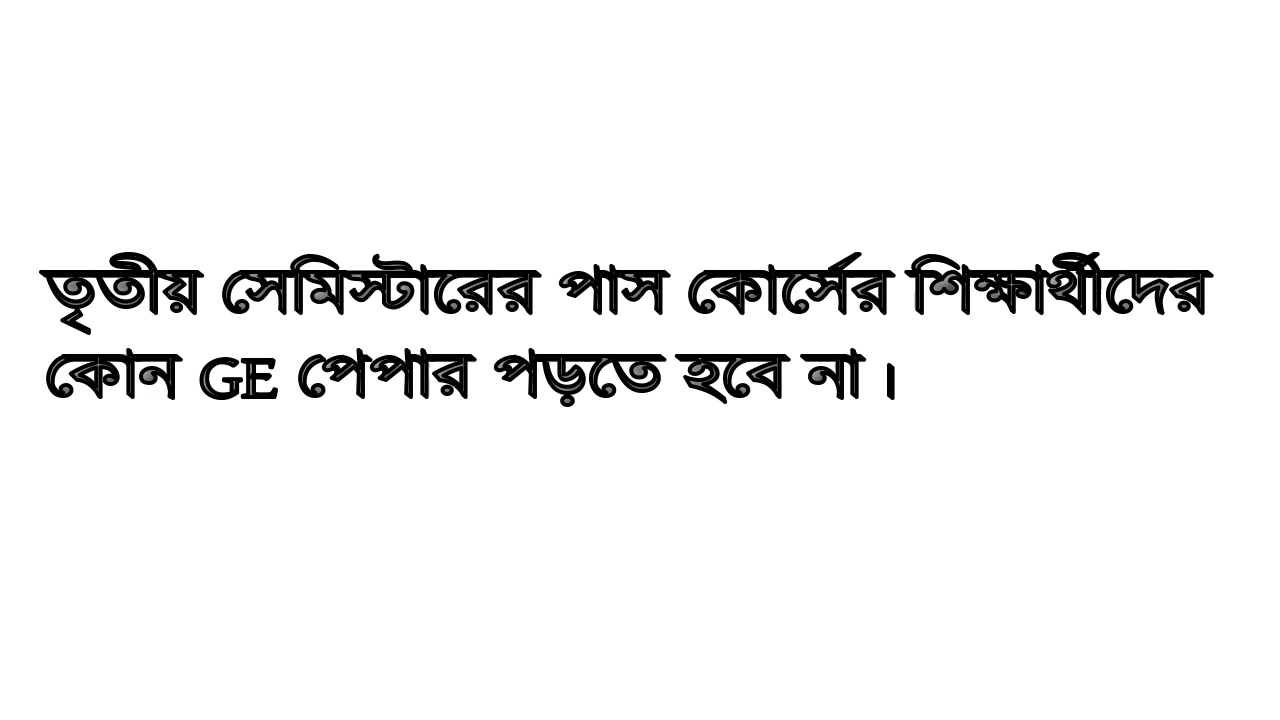 তৃতীয় সেমিস্টারের পাস কোর্সের শিক্ষার্থীদের
কোন GE পেপার পড়তে হবে না।